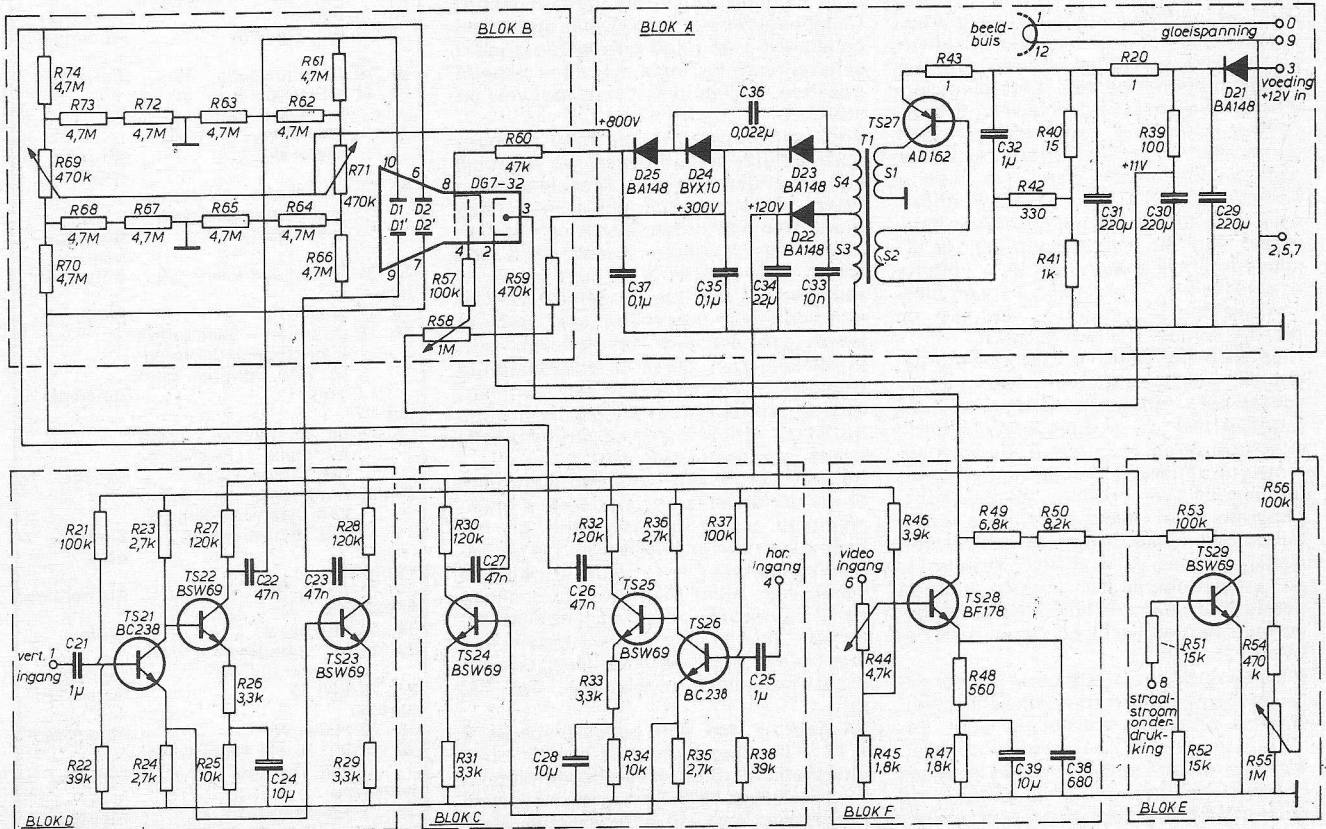 BLOK B
BLOK A
beeld-
buis
1
12
gloeispanning
0
9
3
voeding
+12V in
2,5,7
R74
4,7M
R73
4,7M
R72
4,7M
R63
4,7M
R62
4,7M
R61
4,7M
R69
470k
R71
470k
R68
4,7M
R67
4,7M
R65
4,7M
R64
4,7M
R70
4,7M
R66
4,7M
10
6
8
DG7-32
3
D1
D1'
D2
D2'
9
7
4
2
R60
47k
R57
100k
R59
470k
R58
1M
+800V
+300V
+120V
C36
0,022µ
D25
BA148
D24
BYX10
D23
BA148
D22
BA148
C37
0,1µ
C35
0,1µ
C34
22µ
C33
10n
T1
S4
S3
S1
S2
TS27
AD162
R43
1
C32
1µ
R40
15
R42
330
R41
1k
R20
1
R39
100
+11V
C31
220µ
C30
220µ
C29
220µ
D21
BA148
R21
100k
R23
2,7k
R27
120k
R28
120k
TS22
BSW69
C22
47n
C23
47n
TS21
BC238
C21
1µ
vert. 1
ingang
TS23
BSW69
R26
3,3k
R22
39k
R24
2,7k
R25
10k
C24
10µ
R29
3,3k
BLOK D
R30
120k
C27
47n
R32
120k
R36
2,7k
R37
100k
hor.
ingang
4
C26
47n
TS25
BSW69
TS26
BC238
TS24
BSW69
C25
1µ
R33
3,3k
R31
3,3k
C28
10µ
R34
10k
R35
2,7k
R38
39k
BLOK C
R46
3,9k
video
ingang
6
R49
6,8k
R50
8,2k
TS28
BF178
R44
4,7k
R48
560
R45
1,8k
R47
1,8k
C39
10µ
C38
680
BLOK F
R56
100k
R53
100k
TS29
BSW69
R51
15k
R54
470
k
8
straal-
stroom
onder-
druk-
king
R52
15k
R55
1M
BLOK E